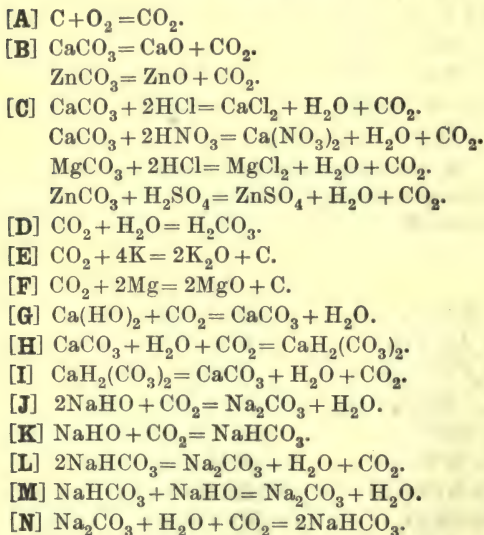 [A] C+O₂=CO₂.
[B] CaCO₃=CaO+CO₂.
ZnCO₃=ZnO+CO₂.
[C] CaCO₃+2HCl=CaCl₂+H₂O+CO₂.
CaCO₃+2HNO₃=Ca(NO₃)₂+H₂O+CO₂.
MgCO₃+2HCl=MgCl₂+H₂O+CO₂.
ZnCO₃+H₂SO₄=ZnSO₄+H₂O+CO₂.
[D] CO₂+H₂O=H₂CO₃.
[E] CO₂+4K=2K₂O+C.
[F] CO₂+2Mg=2MgO+C.
[G] Ca(HO)₂+CO₂=CaCO₃+H₂O.
[H] CaCO₃+H₂O+CO₂=CaH₂(CO₃)₂.
[I] CaH₂(CO₃)₂=CaCO₃+H₂O+CO₂.
[J] 2NaHO+CO₂=Na₂CO₃+H₂O.
[K] NaHO+CO₂=NaHCO₃.
[L] 2NaHCO₃=Na₂CO₃+H₂O+CO₂.
[M] NaHCO₃+NaHO=Na₂CO₃+H₂O.
[N] Na₂CO₃+H₂O+CO₂=2NaHCO₃.